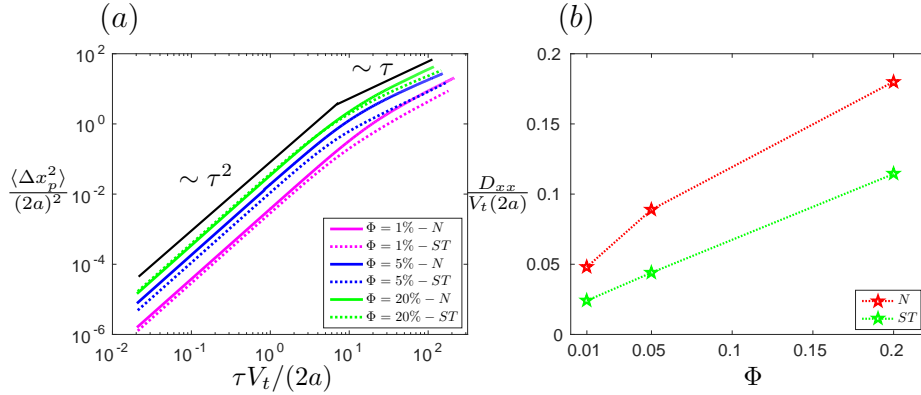 (a)
10^2
10^0
10^-2
10^-4
10^-6
⟨Δx_p^2⟩/(2a)^2
∼ τ
∼ τ^2
Φ = 1% − N
Φ = 1% − ST
Φ = 5% − N
Φ = 5% − ST
Φ = 20% − N
Φ = 20% − ST
10^-2 10^-1 10^0 10^1 10^2
τV_t/(2a)
(b)
0.2
0.15
0.1
0.05
0
D_xx/V_t(2a)
N
ST
0.01 0.05 0.1 0.15 0.2
Φ